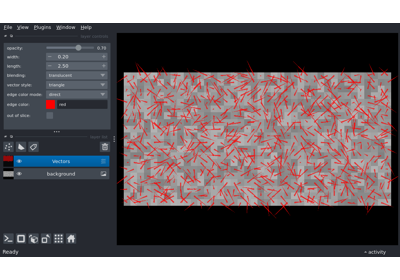 File View Plugins Window Help
opacity: 0.70
width: 0.20
length: 2.50
blending: translucent
vector style: triangle
edge color mode: direct
edge color: red
out of slice:
Vectors
background
Ready
activity